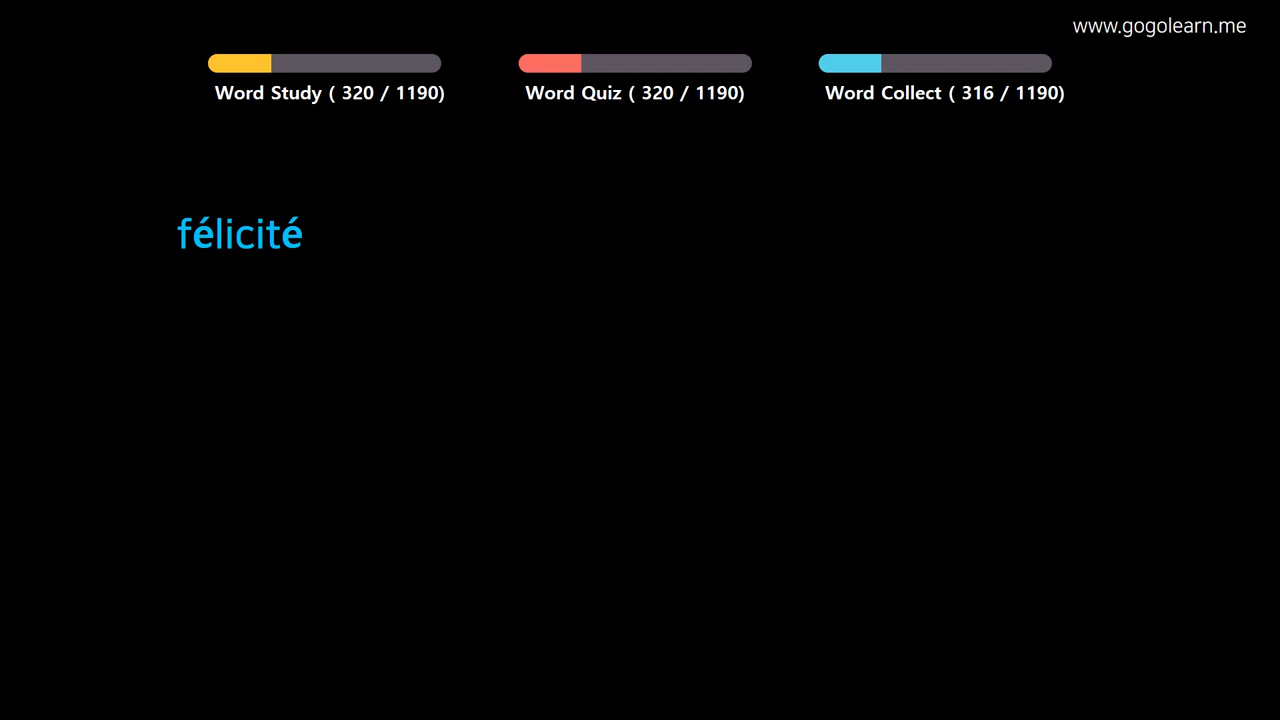 www.gogolearn.me
Word Study ( 320 / 1190)
Word Quiz ( 320 / 1190)
Word Collect ( 316 / 1190)
félicité